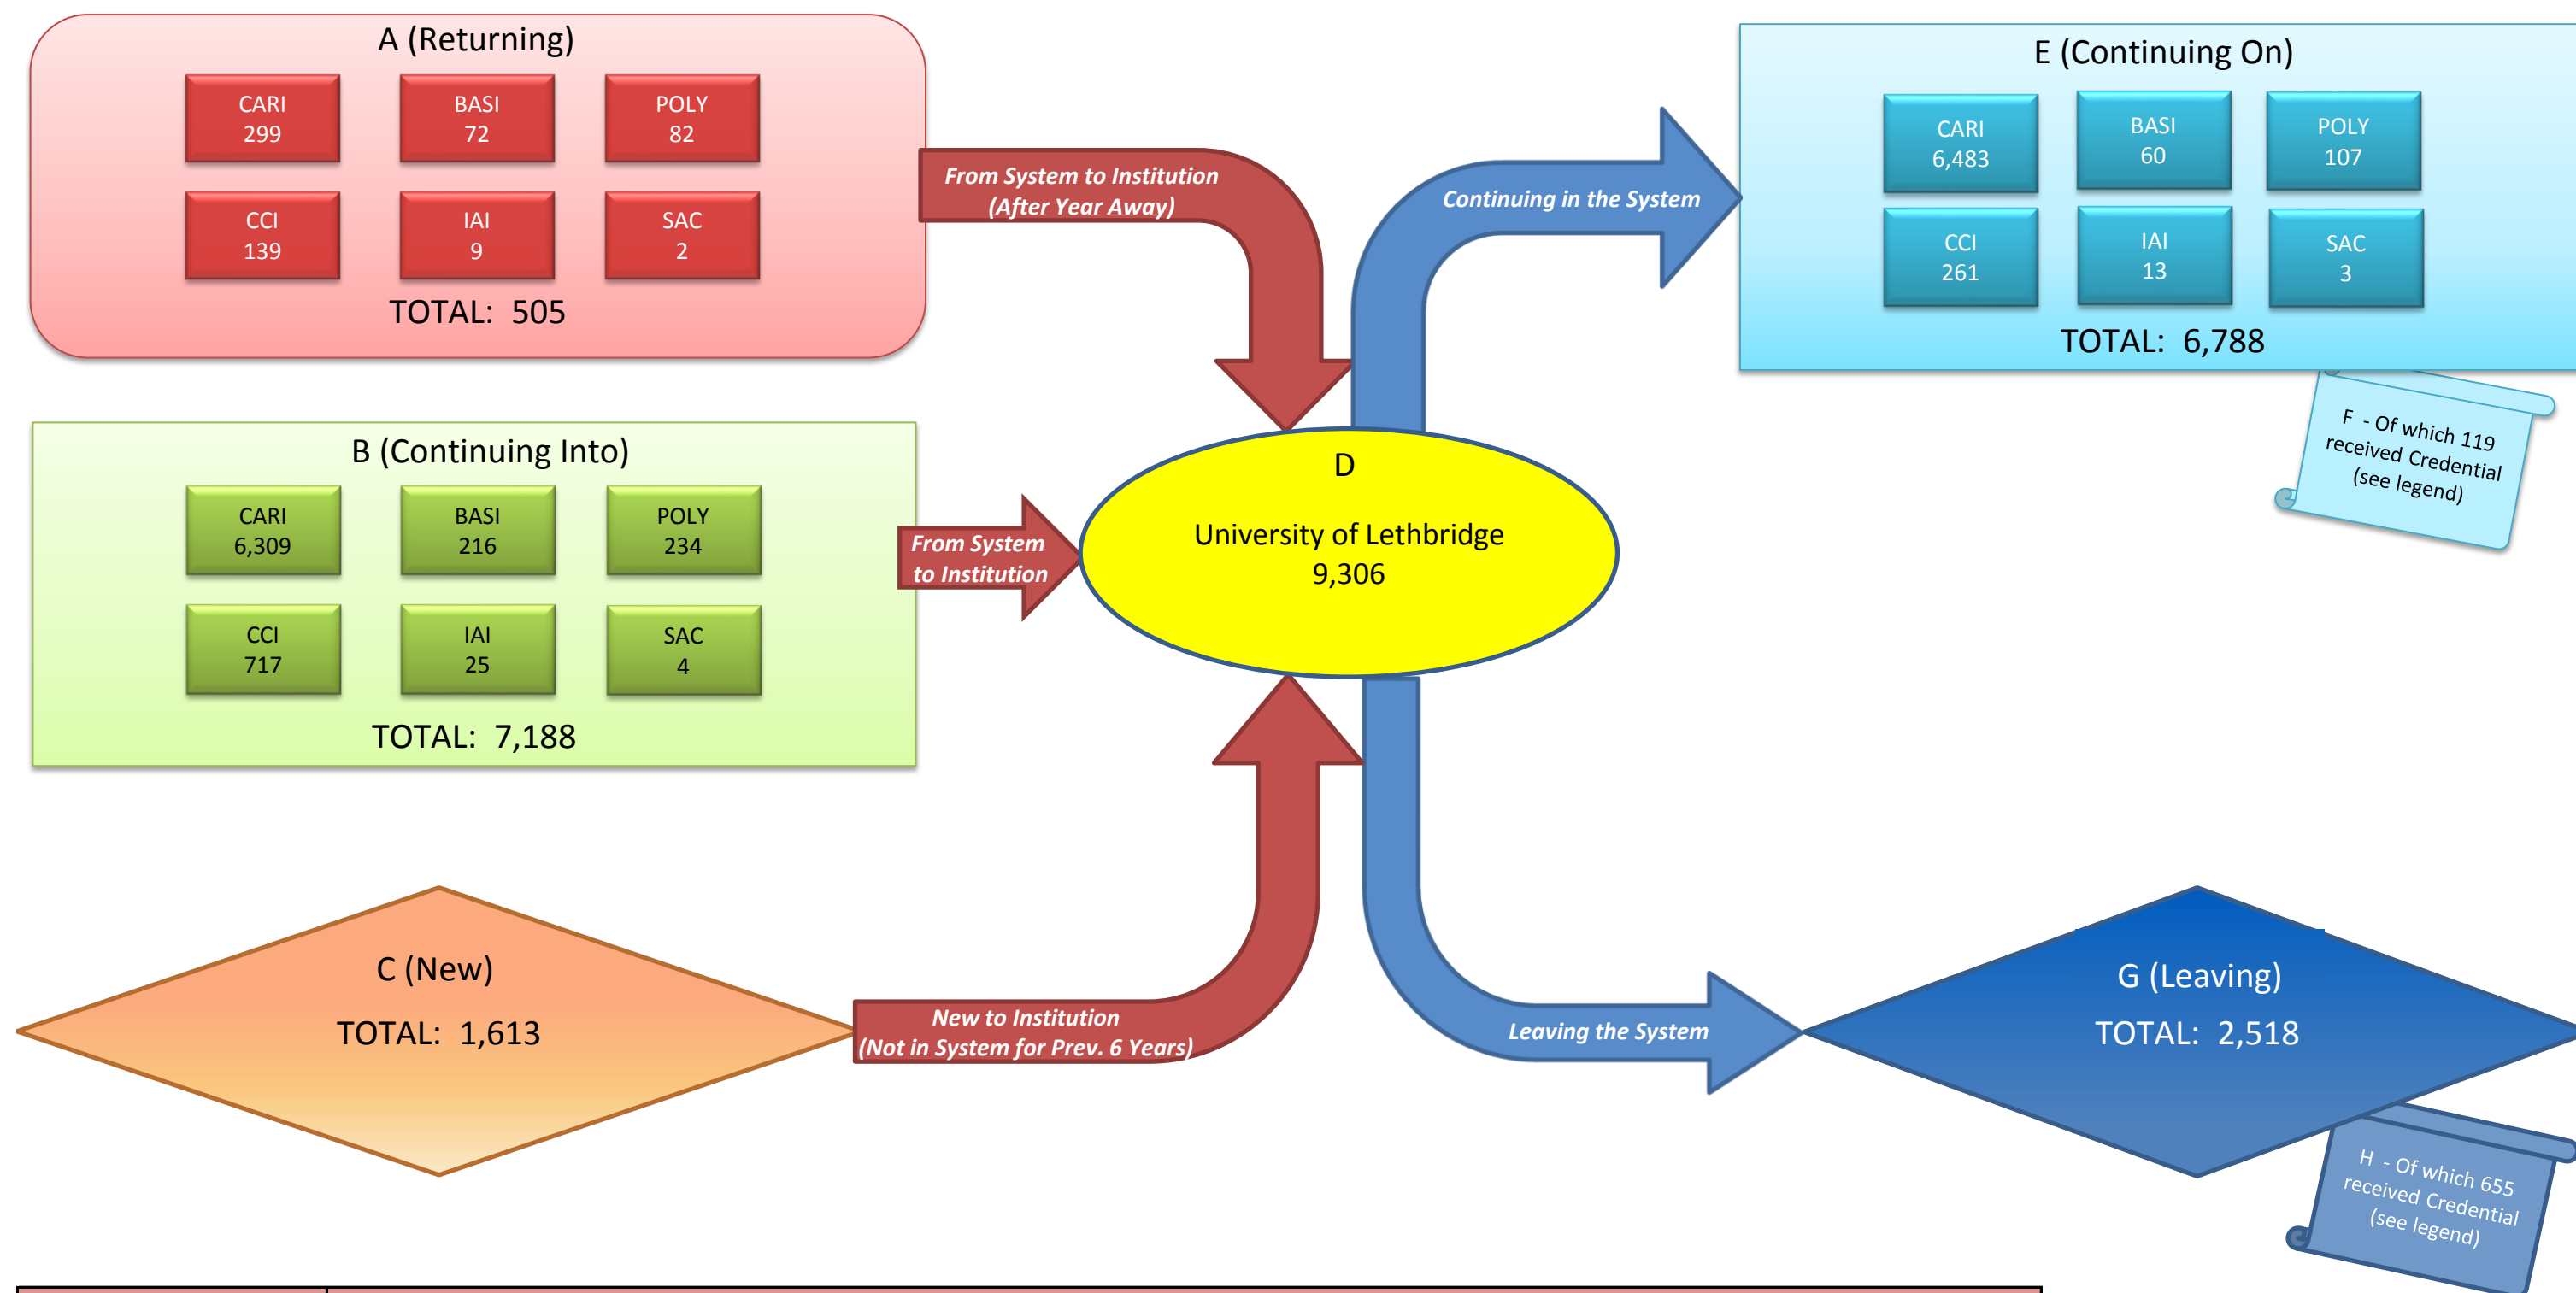 A (Returning)
CARI
299
BASI
72
POLY
82
CCI
139
IAI
9
SAC
2
TOTAL: 505
From System to Institution
(After Year Away)
Continuing in the System
E (Continuing On)
CARI
6,483
BASI
60
POLY
107
CCI
261
IAI
13
SAC
3
TOTAL: 6,788
F - Of which 119
received Credential
(see legend)
B (Continuing Into)
CARI
6,309
BASI
216
POLY
234
CCI
717
IAI
25
SAC
4
TOTAL: 7,188
From System
to Institution
D
University of Lethbridge
9,306
C (New)
TOTAL: 1,613
New to Institution
(Not in System for Prev. 6 Years)
Leaving the System
G (Leaving)
TOTAL: 2,518
H - Of which 655
received Credential
(see legend)